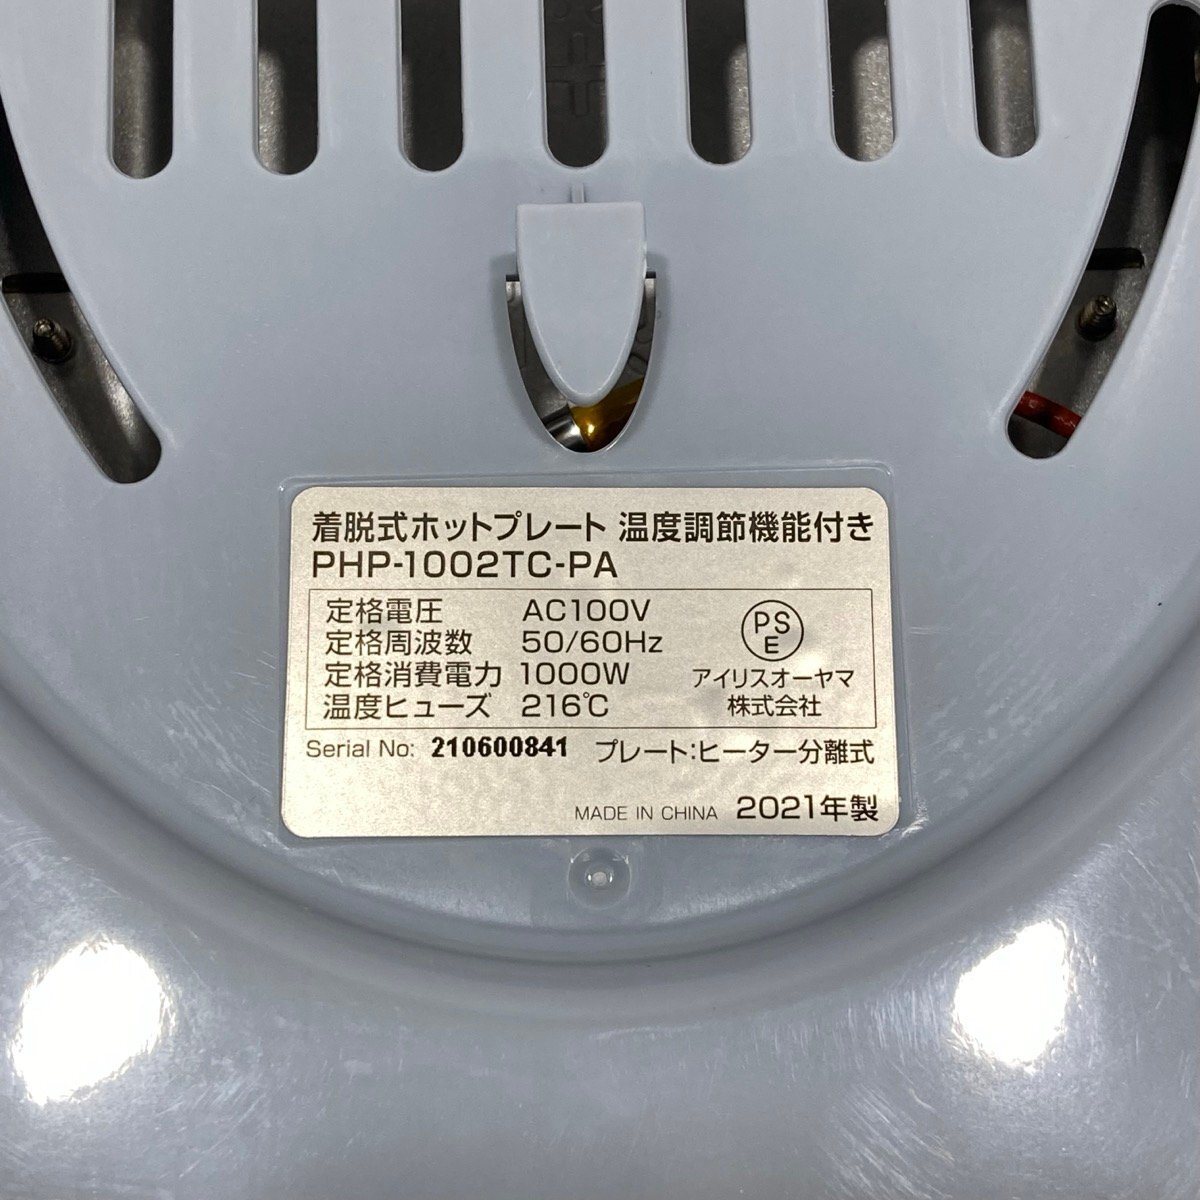 着脱式ホットプレート 温度調節機能付き
PHP-1002TC-PA
定格電圧 AC100V
定格周波数 50/60Hz
定格消費電力 1000W
温度ヒューズ 216℃
PS
E
アイリスオーヤマ
株式会社
Serial No: 210600841 プレート:ヒーター分離式
MADE IN CHINA 2021年製